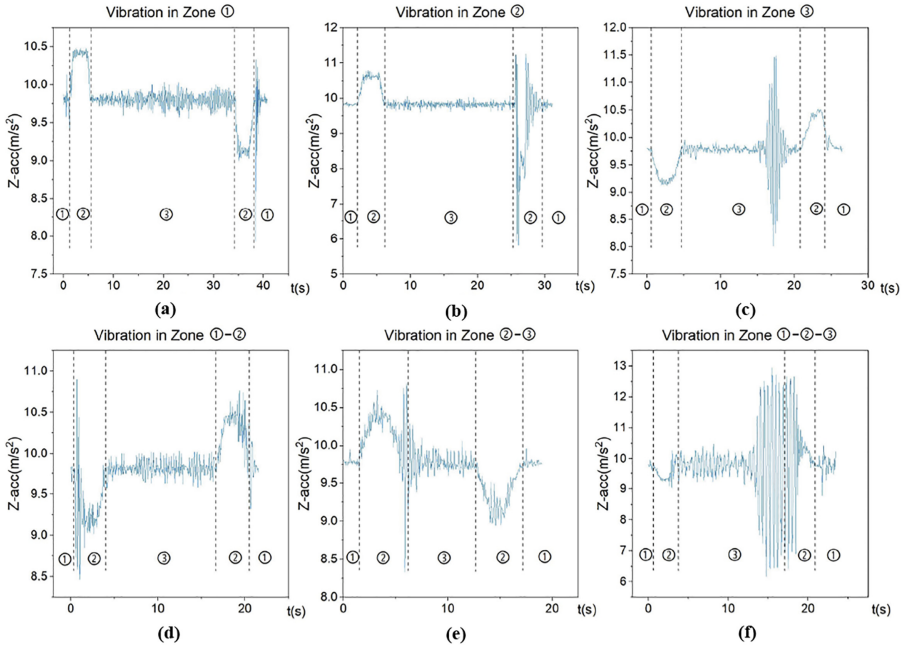 Vibration in Zone ①
Z-acc(m/s²)
10.5
10.0
9.5
9.0
8.5
8.0
7.5
① ② ③ ② ①
0 10 20 30 40
t(s)
(a)
Vibration in Zone ②
Z-acc(m/s²)
12
11
10
9
8
7
6
5
① ② ③ ② ①
0 10 20 30
t(s)
(b)
Vibration in Zone ③
Z-acc(m/s²)
12.0
11.5
11.0
10.5
10.0
9.5
9.0
8.5
8.0
7.5
① ② ③ ② ①
0 10 20 30
t(s)
(c)
Vibration in Zone ①-②
Z-acc(m/s²)
11.0
10.5
10.0
9.5
9.0
8.5
① ② ③ ② ①
0 10 20
t(s)
(d)
Vibration in Zone ②-③
Z-acc(m/s²)
11.0
10.5
10.0
9.5
9.0
8.5
① ② ③ ② ①
0 10 20
t(s)
(e)
Vibration in Zone ①-②-③
Z-acc(m/s²)
13
12
11
10
9
8
7
6
① ② ③ ② ①
0 10 20
t(s)
(f)